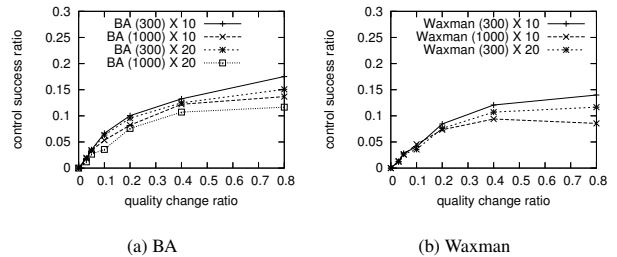 control success ratio
0.3
0.25
0.2
0.15
0.1
0.05
0
BA (300) X 10
BA (1000) X 10
BA (300) X 20
BA (1000) X 20
0 0.1 0.2 0.3 0.4 0.5 0.6 0.7 0.8
quality change ratio
(a) BA
control success ratio
0.3
0.25
0.2
0.15
0.1
0.05
0
Waxman (300) X 10
Waxman (1000) X 10
Waxman (300) X 20
0 0.1 0.2 0.3 0.4 0.5 0.6 0.7 0.8
quality change ratio
(b) Waxman